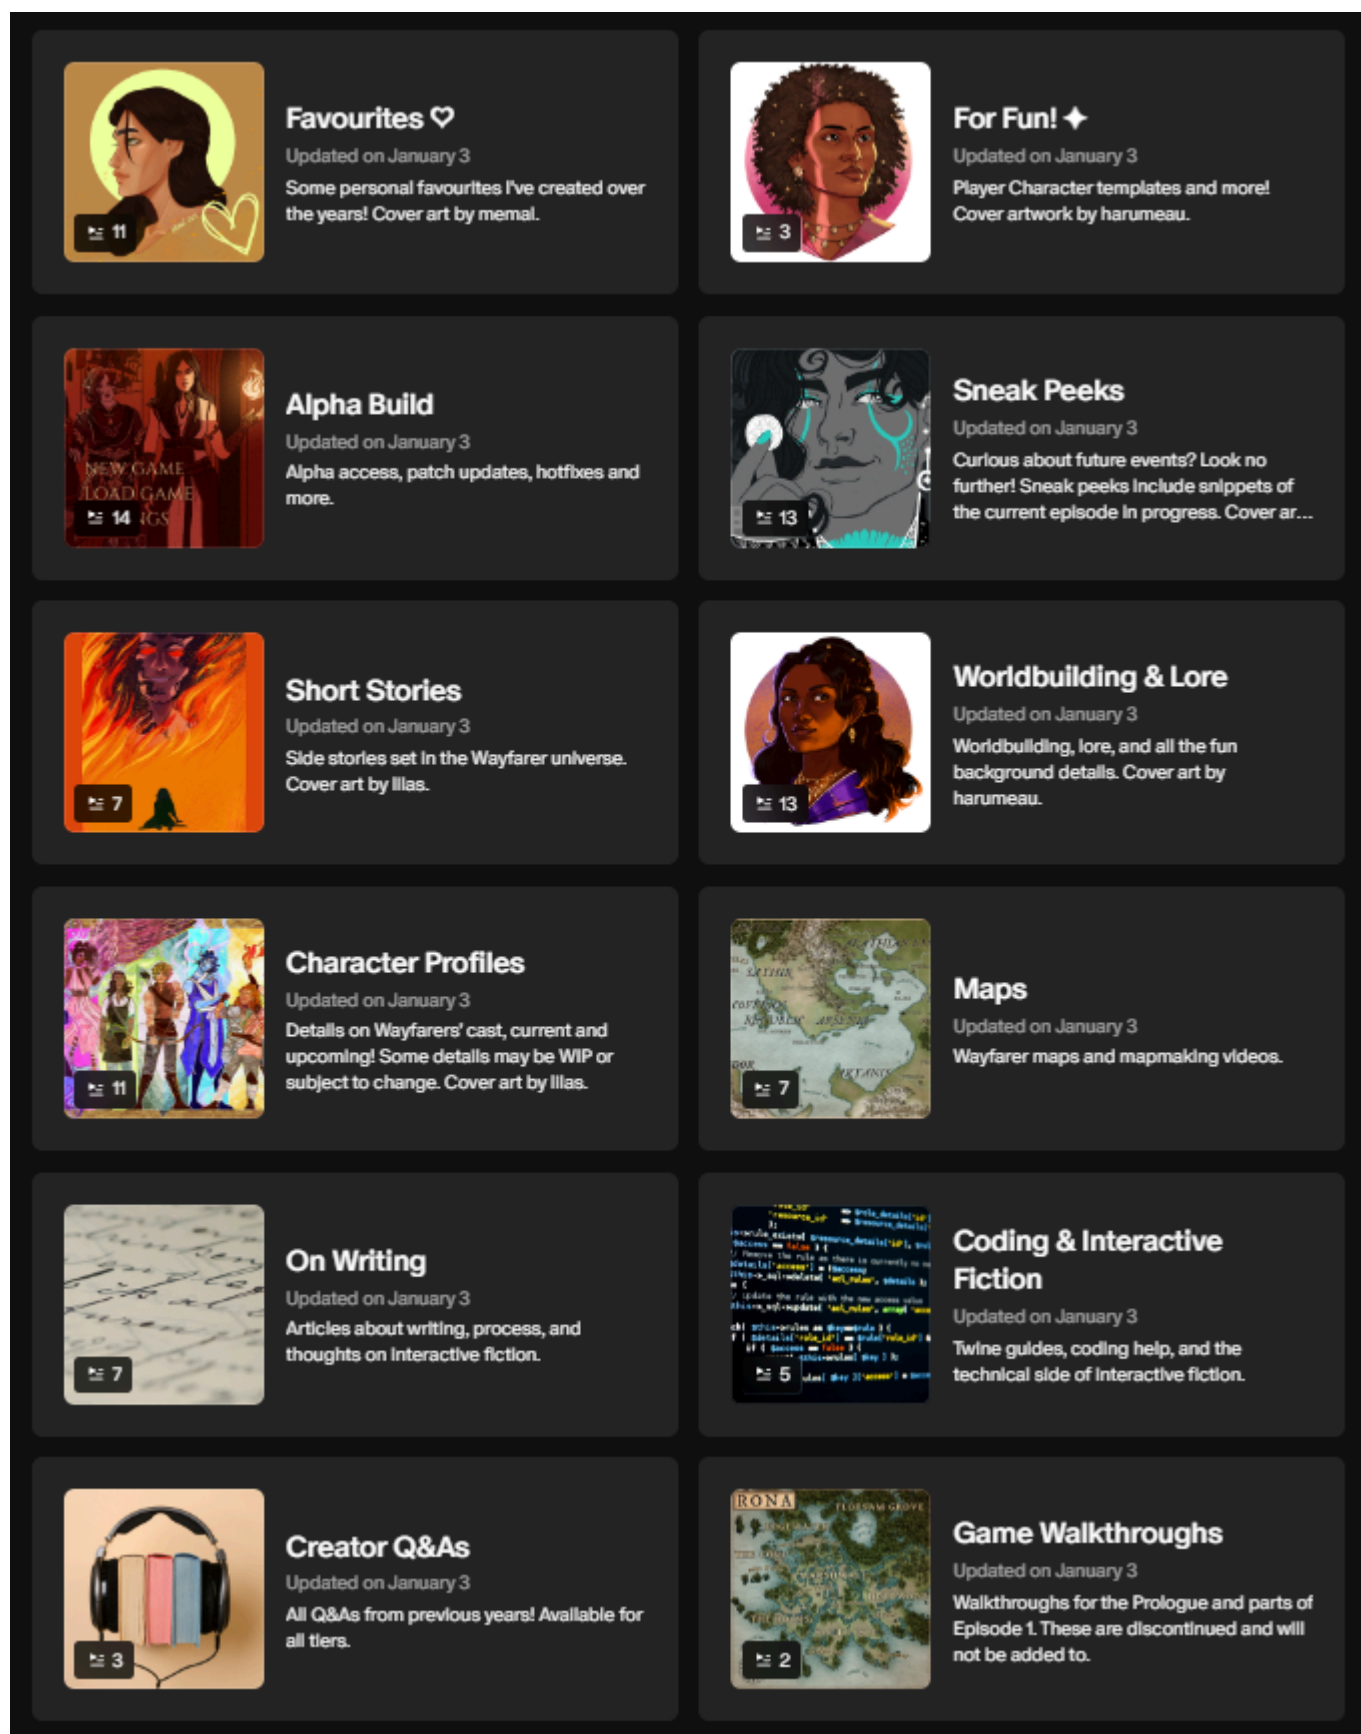 Favourites ♡
Updated on January 3
Some personal favourites I've created over
the years! Cover art by memal.
11
For Fun! ✦
Updated on January 3
Player Character templates and more!
Cover artwork by harumeau.
3
Alpha Build
Updated on January 3
Alpha access, patch updates, hotfixes and
more.
NEW GAME
LOAD GAME
14
Sneak Peeks
Updated on January 3
Curious about future events? Look no
further! Sneak peeks include snippets of
the current episode in progress. Cover ar...
13
Short Stories
Updated on January 3
Side stories set in the Wayfarer universe.
Cover art by lilas.
7
Worldbuilding & Lore
Updated on January 3
Worldbuilding, lore, and all the fun
background details. Cover art by
harumeau.
13
Character Profiles
Updated on January 3
Details on Wayfarers' cast, current and
upcoming! Some details may be WIP or
subject to change. Cover art by lilas.
11
Maps
Updated on January 3
Wayfarer maps and mapmaking videos.
REPUBLIC
7
On Writing
Updated on January 3
Articles about writing, process, and
thoughts on interactive fiction.
7
Coding & Interactive
Fiction
Updated on January 3
Twine guides, coding help, and the
technical side of interactive fiction.
5
Creator Q&As
Updated on January 3
All Q&As from previous years! Available for
all tiers.
3
Game Walkthroughs
Updated on January 3
Walkthroughs for the Prologue and parts of
Episode 1. These are discontinued and will
not be added to.
RONA
FLOTSAM GROVE
2